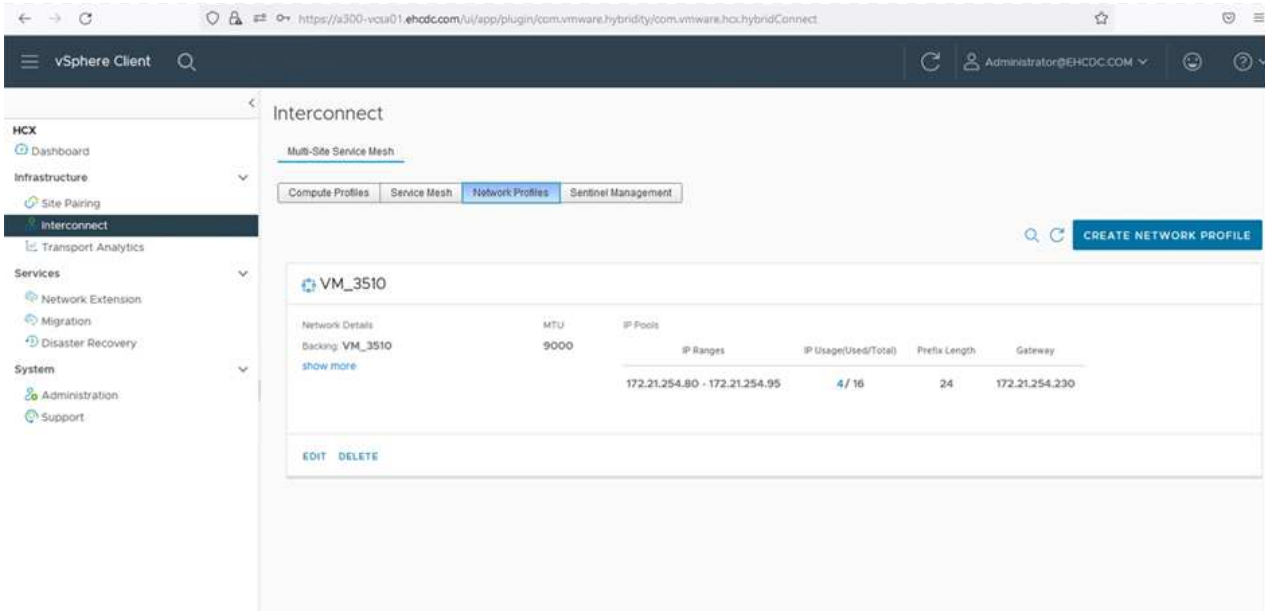 https://a300-vcsa01.ehcdc.com/ui/app/plugin/com.vmware.hybridity/com.vmware.hcx.hybridConnect
vSphere Client
Administrator@EHCDC.COM
HCX
Dashboard
Infrastructure
Site Pairing
Interconnect
Transport Analytics
Services
Network Extension
Migration
Disaster Recovery
System
Administration
Support
Interconnect
Multi-Site Service Mesh
Compute Profiles Service Mesh Network Profiles Sentinel Management
CREATE NETWORK PROFILE
VM_3510
Network Details MTU IP Pools
Backing: VM_3510 9000 IP Ranges IP Usage(Used/Total) Prefix Length Gateway
show more
172.21.254.80 - 172.21.254.95 4/ 16 24 172.21.254.230
EDIT DELETE